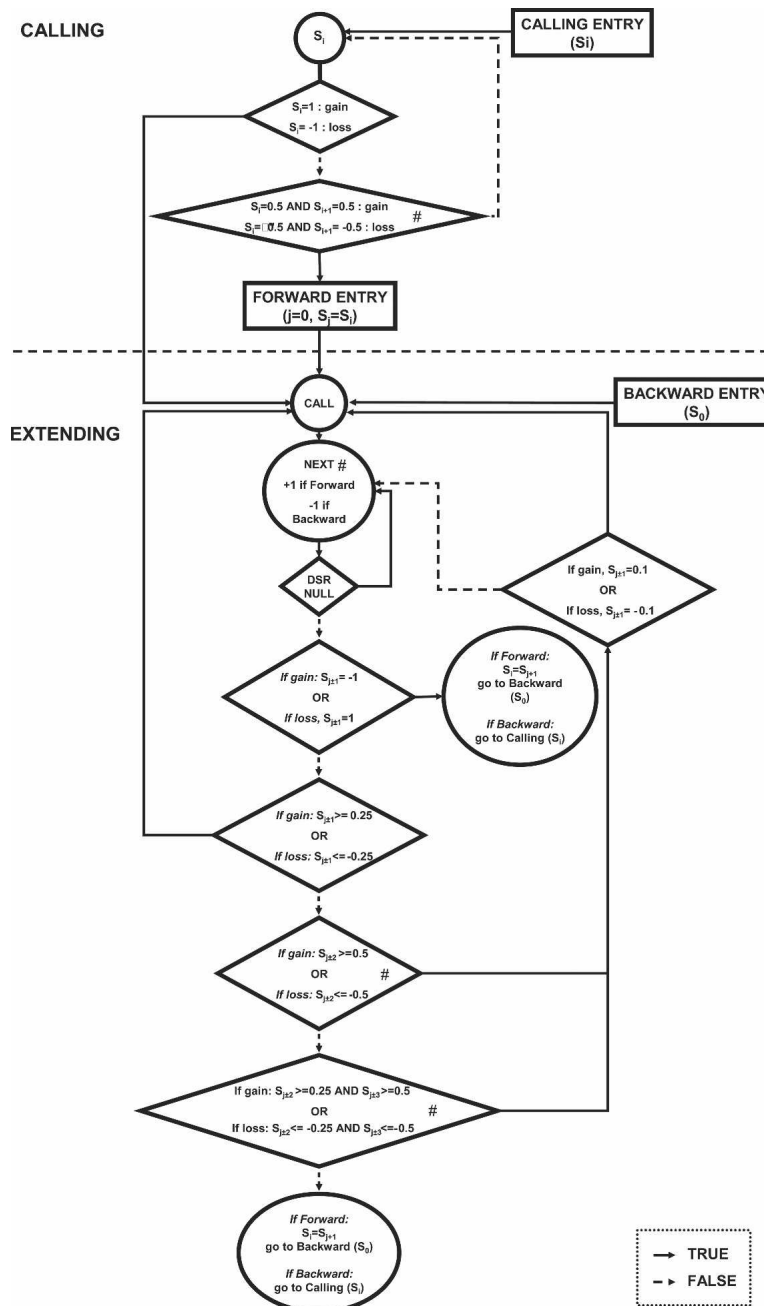 CALLING
CALLING ENTRY
(Si)
Si
Si=1 : gain
Si= -1 : loss
Si=0.5 AND Si+1=0.5 : gain
#
Si=0.5 AND Si+1= -0.5 : loss
FORWARD ENTRY
(j=0, Sj=Si)
CALL
BACKWARD ENTRY
(S0)
EXTENDING
NEXT #
+1 if Forward
-1 if
Backward
DSR
NULL
If gain, Sj±1=0.1
OR
If loss, Sj±1= -0.1
If gain: Sj±1= -1
OR
If loss, Sj±1=1
If Forward:
Si=Sj+1
go to Backward
(S0)
If Backward:
go to Calling (Si)
If gain: Sj±1>= 0.25
OR
If loss: Sj±1<= -0.25
If gain: Sj±2 >=0.5
OR
#
If loss: Sj±2<= -0.5
If gain: Sj±2 >=0.25 AND Sj±3>=0.5
OR
#
If loss: Sj±2<= -0.25 AND Sj±3<=-0.5
If Forward:
Si=Sj+1
go to Backward (S0)
If Backward:
go to Calling (Si)
TRUE
FALSE